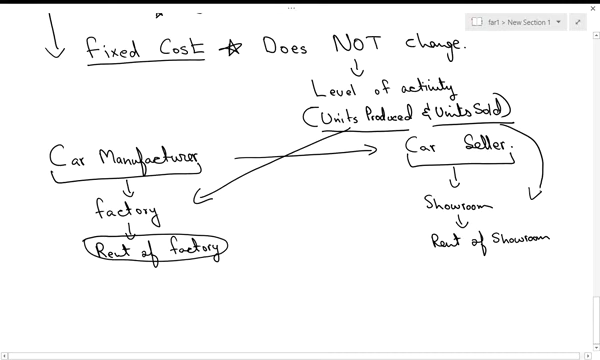 far1 > New Section 1
Fixed Cost ☆ Does NOT change.
Level of activity
(Units Produced & Units Sold)
Car Manufacturer
Car Seller.
factory
Showroom
Rent of factory
Rent of Showroom